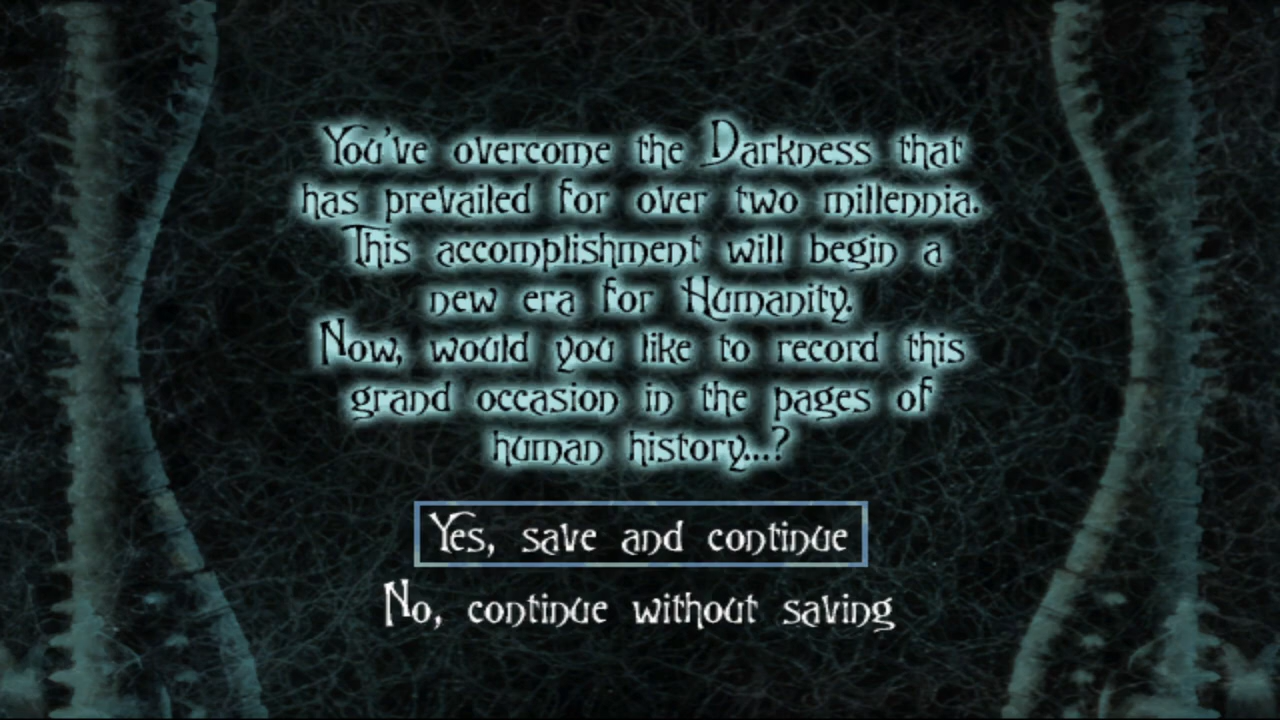 You've overcome the Darkness that
has prevailed for over two millennia.
This accomplishment will begin a
new era for Humanity.
Now, would you like to record this
grand occasion in the pages of
human history...?
Yes, save and continue
No, continue without saving